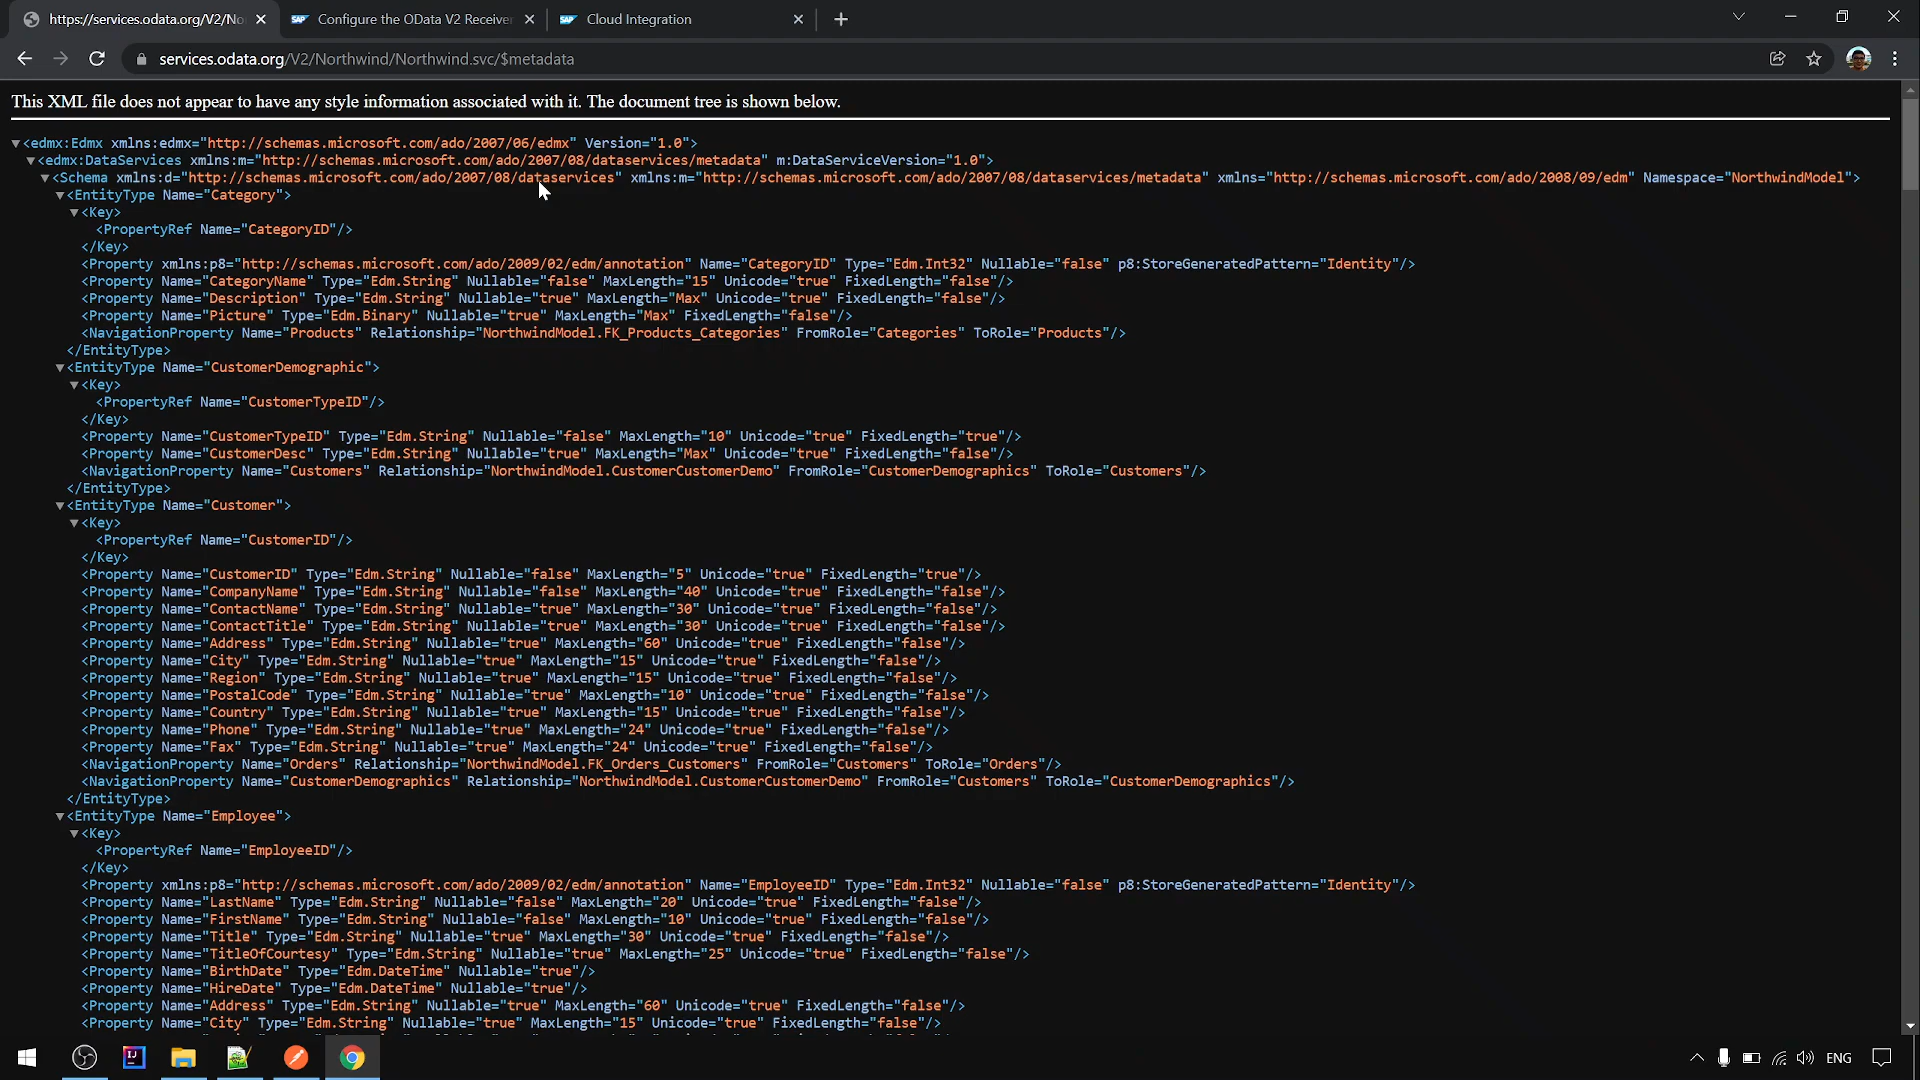 https://services.odata.org/V2/No
Configure the OData V2 Receiver
Cloud Integration
services.odata.org/V2/Northwind/Northwind.svc/$metadata
This XML file does not appear to have any style information associated with it. The document tree is shown below.
▼<edmx:Edmx xmlns:edmx="http://schemas.microsoft.com/ado/2007/06/edmx" Version="1.0">
▼<edmx:DataServices xmlns:m="http://schemas.microsoft.com/ado/2007/08/dataservices/metadata" m:DataServiceVersion="1.0">
▼<Schema xmlns:d="http://schemas.microsoft.com/ado/2007/08/dataservices" xmlns:m="http://schemas.microsoft.com/ado/2007/08/dataservices/metadata" xmlns="http://schemas.microsoft.com/ado/2008/09/edm" Namespace="NorthwindModel">
▼<EntityType Name="Category">
▼<Key>
<PropertyRef Name="CategoryID"/>
</Key>
<Property xmlns:p8="http://schemas.microsoft.com/ado/2009/02/edm/annotation" Name="CategoryID" Type="Edm.Int32" Nullable="false" p8:StoreGeneratedPattern="Identity"/>
<Property Name="CategoryName" Type="Edm.String" Nullable="false" MaxLength="15" Unicode="true" FixedLength="false"/>
<Property Name="Description" Type="Edm.String" Nullable="true" MaxLength="Max" Unicode="true" FixedLength="false"/>
<Property Name="Picture" Type="Edm.Binary" Nullable="true" MaxLength="Max" FixedLength="false"/>
<NavigationProperty Name="Products" Relationship="NorthwindModel.FK_Products_Categories" FromRole="Categories" ToRole="Products"/>
</EntityType>
▼<EntityType Name="CustomerDemographic">
▼<Key>
<PropertyRef Name="CustomerTypeID"/>
</Key>
<Property Name="CustomerTypeID" Type="Edm.String" Nullable="false" MaxLength="10" Unicode="true" FixedLength="true"/>
<Property Name="CustomerDesc" Type="Edm.String" Nullable="true" MaxLength="Max" Unicode="true" FixedLength="false"/>
<NavigationProperty Name="Customers" Relationship="NorthwindModel.CustomerCustomerDemo" FromRole="CustomerDemographics" ToRole="Customers"/>
</EntityType>
▼<EntityType Name="Customer">
▼<Key>
<PropertyRef Name="CustomerID"/>
</Key>
<Property Name="CustomerID" Type="Edm.String" Nullable="false" MaxLength="5" Unicode="true" FixedLength="true"/>
<Property Name="CompanyName" Type="Edm.String" Nullable="false" MaxLength="40" Unicode="true" FixedLength="false"/>
<Property Name="ContactName" Type="Edm.String" Nullable="true" MaxLength="30" Unicode="true" FixedLength="false"/>
<Property Name="ContactTitle" Type="Edm.String" Nullable="true" MaxLength="30" Unicode="true" FixedLength="false"/>
<Property Name="Address" Type="Edm.String" Nullable="true" MaxLength="60" Unicode="true" FixedLength="false"/>
<Property Name="City" Type="Edm.String" Nullable="true" MaxLength="15" Unicode="true" FixedLength="false"/>
<Property Name="Region" Type="Edm.String" Nullable="true" MaxLength="15" Unicode="true" FixedLength="false"/>
<Property Name="PostalCode" Type="Edm.String" Nullable="true" MaxLength="10" Unicode="true" FixedLength="false"/>
<Property Name="Country" Type="Edm.String" Nullable="true" MaxLength="15" Unicode="true" FixedLength="false"/>
<Property Name="Phone" Type="Edm.String" Nullable="true" MaxLength="24" Unicode="true" FixedLength="false"/>
<Property Name="Fax" Type="Edm.String" Nullable="true" MaxLength="24" Unicode="true" FixedLength="false"/>
<NavigationProperty Name="Orders" Relationship="NorthwindModel.FK_Orders_Customers" FromRole="Customers" ToRole="Orders"/>
<NavigationProperty Name="CustomerDemographics" Relationship="NorthwindModel.CustomerCustomerDemo" FromRole="Customers" ToRole="CustomerDemographics"/>
</EntityType>
▼<EntityType Name="Employee">
▼<Key>
<PropertyRef Name="EmployeeID"/>
</Key>
<Property xmlns:p8="http://schemas.microsoft.com/ado/2009/02/edm/annotation" Name="EmployeeID" Type="Edm.Int32" Nullable="false" p8:StoreGeneratedPattern="Identity"/>
<Property Name="LastName" Type="Edm.String" Nullable="false" MaxLength="20" Unicode="true" FixedLength="false"/>
<Property Name="FirstName" Type="Edm.String" Nullable="false" MaxLength="10" Unicode="true" FixedLength="false"/>
<Property Name="Title" Type="Edm.String" Nullable="true" MaxLength="30" Unicode="true" FixedLength="false"/>
<Property Name="TitleOfCourtesy" Type="Edm.String" Nullable="true" MaxLength="25" Unicode="true" FixedLength="false"/>
<Property Name="BirthDate" Type="Edm.DateTime" Nullable="true"/>
<Property Name="HireDate" Type="Edm.DateTime" Nullable="true"/>
<Property Name="Address" Type="Edm.String" Nullable="true" MaxLength="60" Unicode="true" FixedLength="false"/>
<Property Name="City" Type="Edm.String" Nullable="true" MaxLength="15" Unicode="true" FixedLength="false"/>
ENG